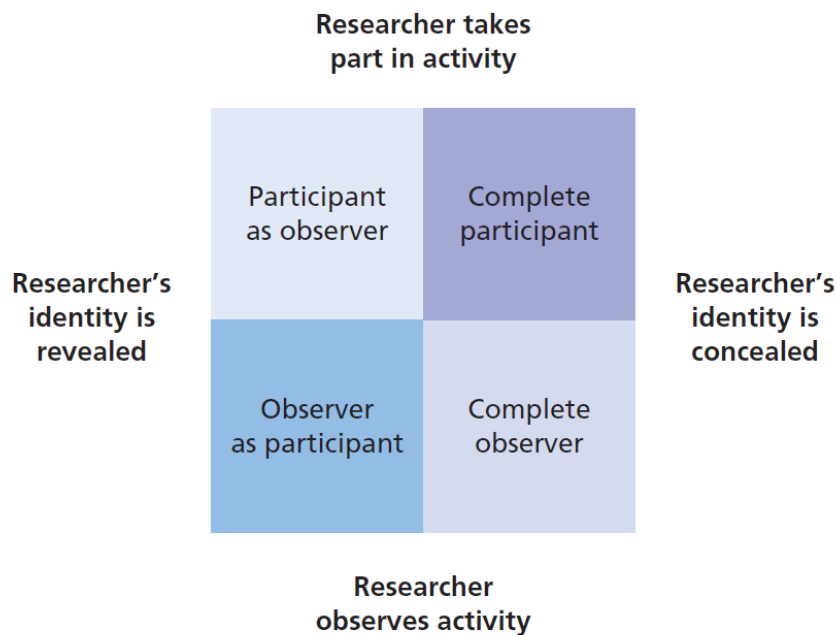 Researcher takes
part in activity
Participant
as observer
Complete
participant
Researcher’s
identity is
revealed
Researcher’s
identity is
concealed
Observer
as participant
Complete
observer
Researcher
observes activity